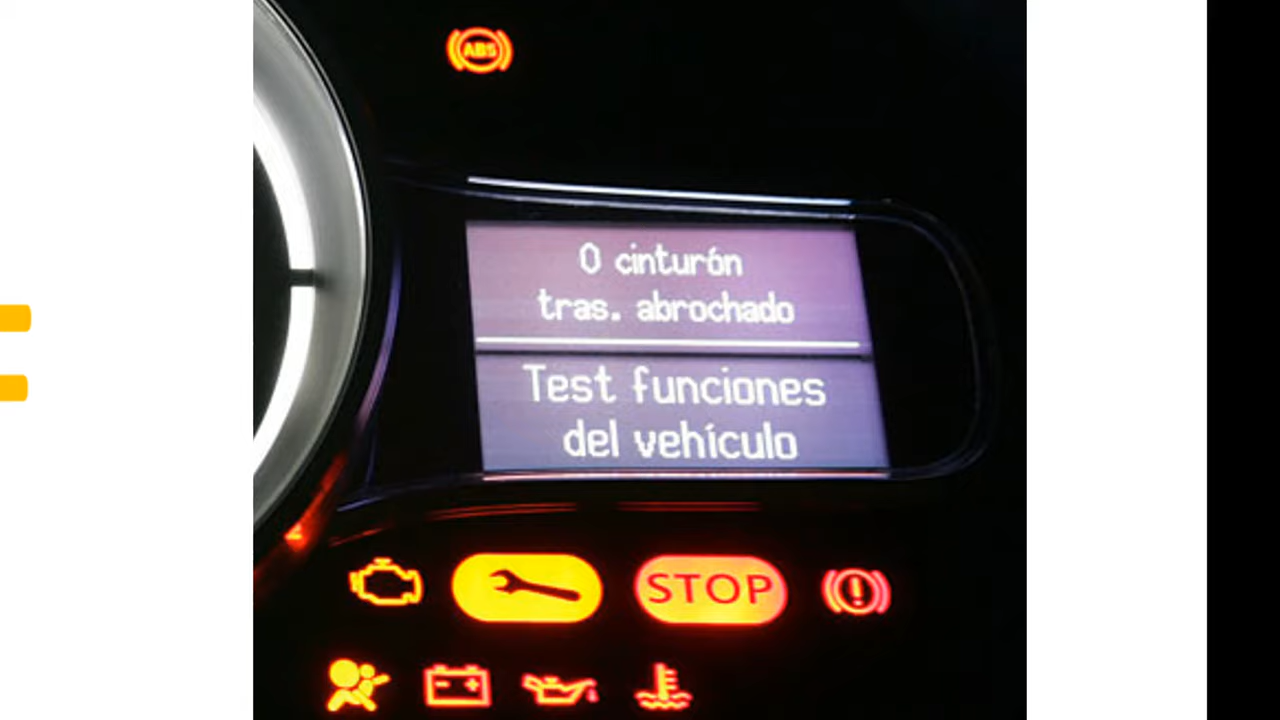 ABS
0 cinturón
tras. abrochado
Test funciones
del vehículo
STOP